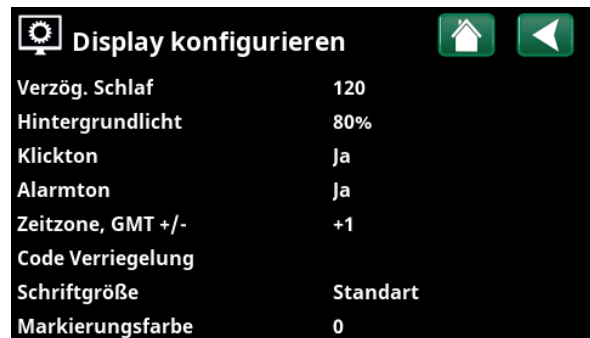 Display konfigurieren
Verzög. Schlaf 120
Hintergrundlicht 80%
Klickton Ja
Alarmton Ja
Zeitzone, GMT +/- +1
Code Verriegelung
Schriftgröße Standart
Markierungsfarbe 0